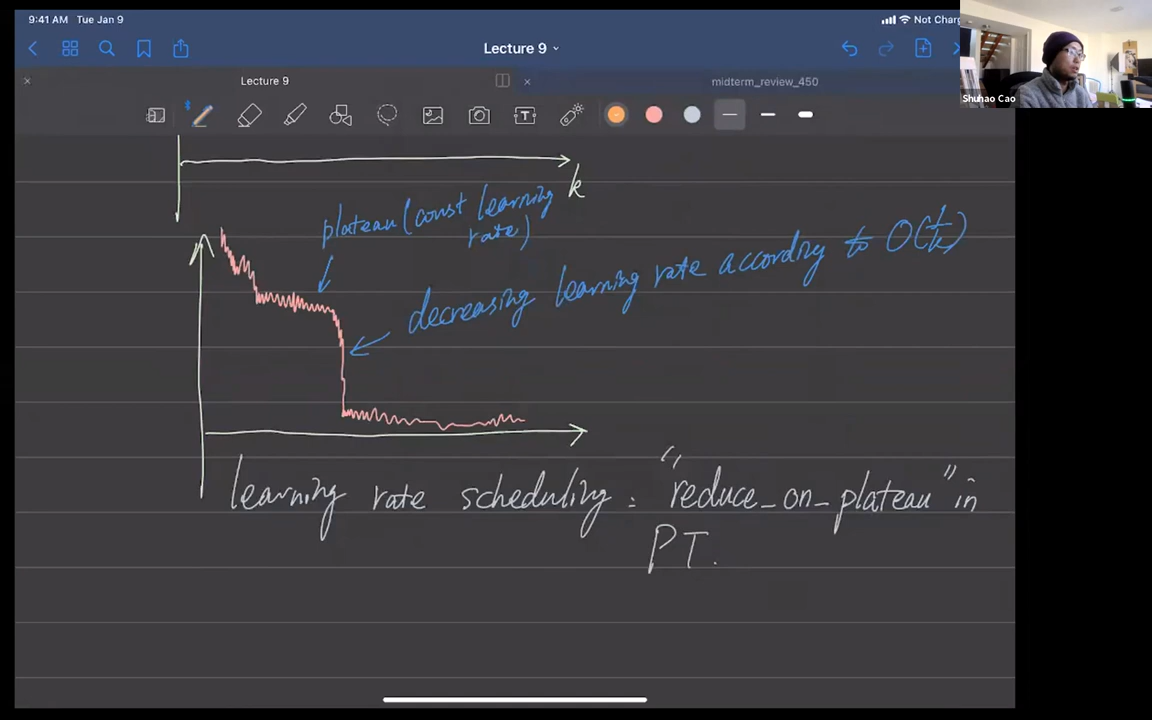 9:41 AM Tue Jan 9
Not Charg
Lecture 9
Lecture 9
midterm_review_450
Shuhao Cao
k
plateau (const learning
rate)
decreasing learning rate according to O(1/k)
learning rate scheduling : "reduce_on_plateau" in
PT.